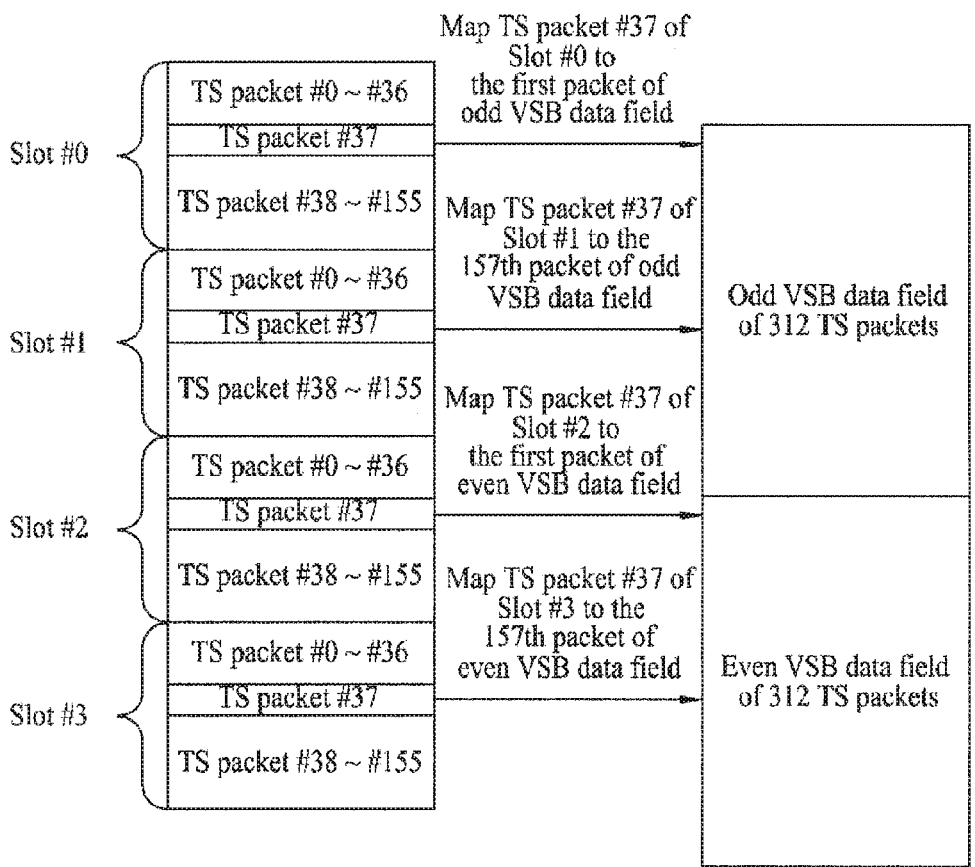 Map TS packet #37 of
Slot #0 to
the first packet of
odd VSB data field
Slot #0
TS packet #0 ~ #36
TS packet #37
TS packet #38 ~ #155
Map TS packet #37 of
Slot #1 to the
157th packet of odd
VSB data field
Slot #1
TS packet #0 ~ #36
TS packet #37
TS packet #38 ~ #155
Odd VSB data field
of 312 TS packets
Map TS packet #37 of
Slot #2 to
the first packet of
even VSB data field
Slot #2
TS packet #0 ~ #36
TS packet #37
TS packet #38 ~ #155
Map TS packet #37 of
Slot #3 to the
157th packet of
even VSB data field
Slot #3
TS packet #0 ~ #36
TS packet #37
TS packet #38 ~ #155
Even VSB data field
of 312 TS packets